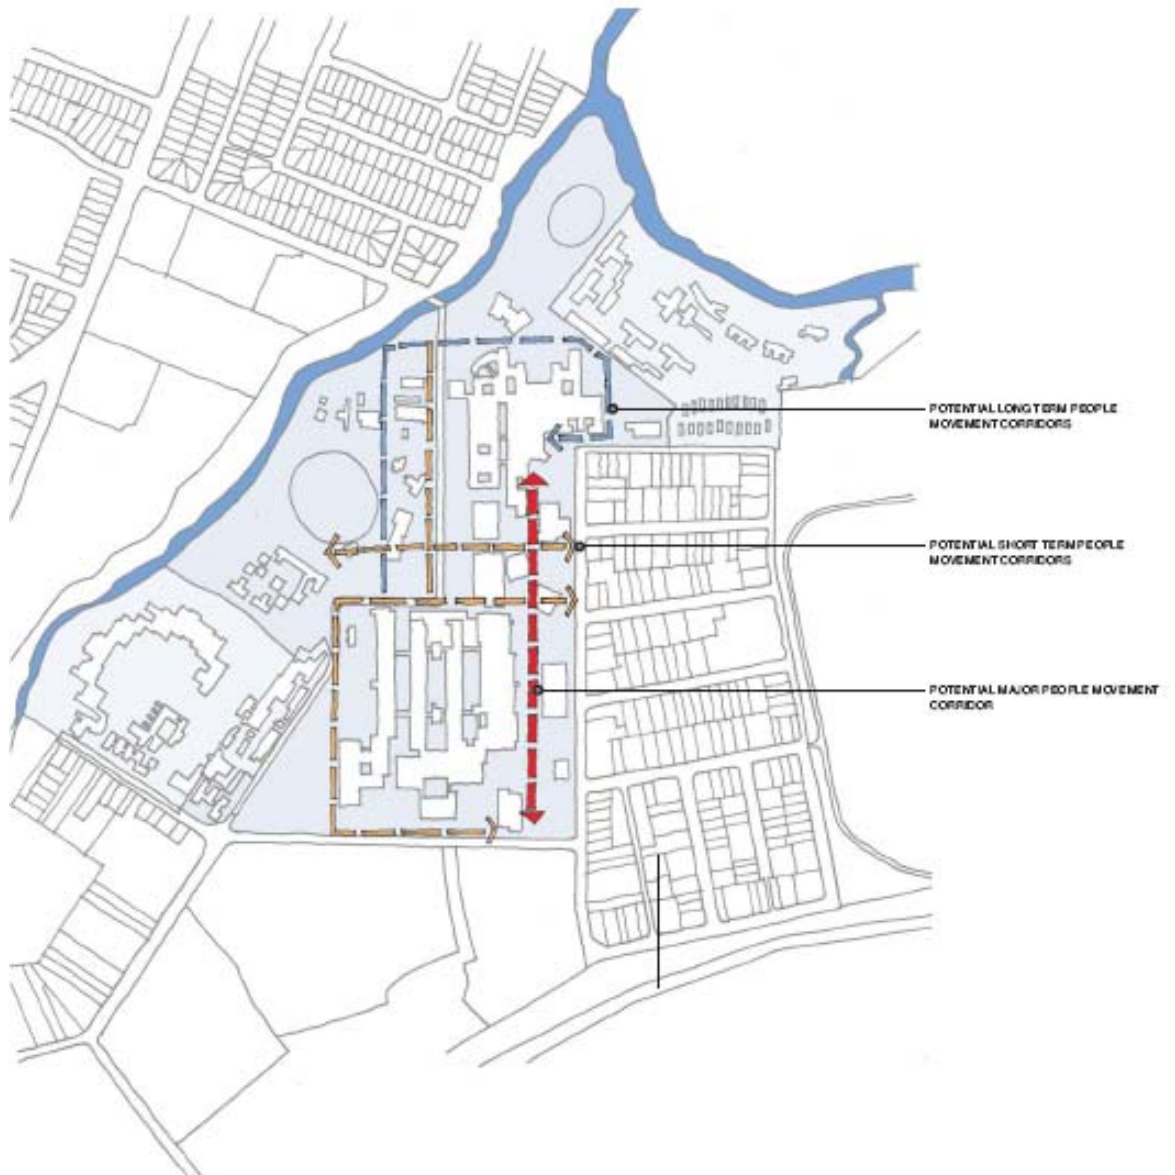 POTENTIAL LONG TERM PEOPLE
MOVEMENT CORRIDORS
POTENTIAL SHORT TERM PEOPLE
MOVEMENT CORRIDORS
POTENTIAL MAJOR PEOPLE MOVEMENT
CORRIDOR